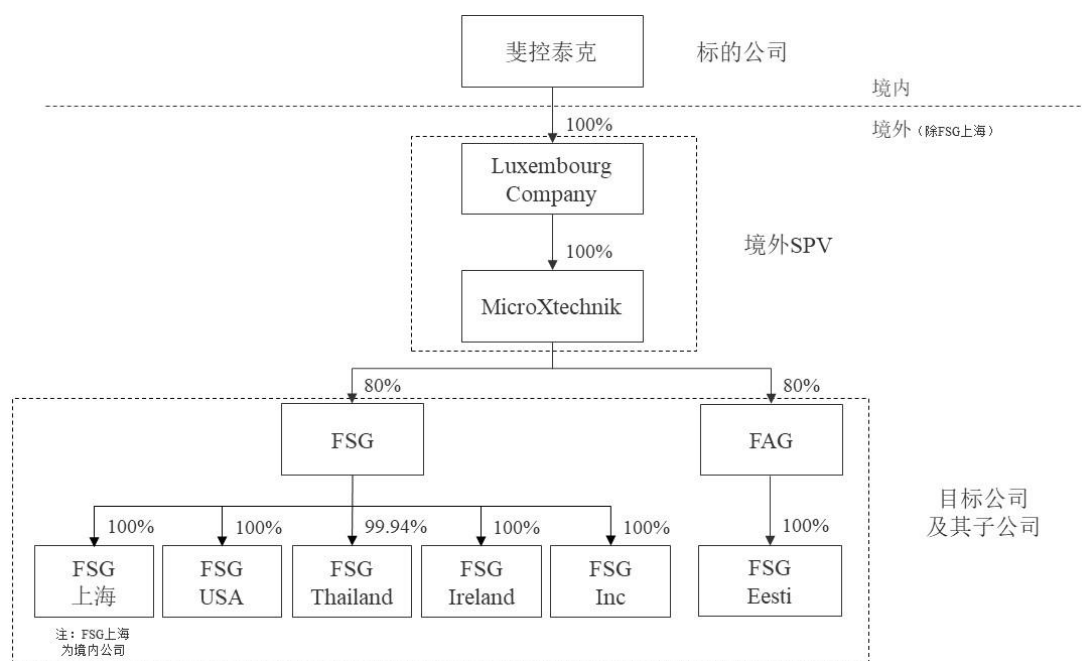 斐控泰克
标的公司
境内
100%
境外（除FSG上海）
Luxembourg
Company
100%
境外SPV
MicroXtechnik
80%
80%
FSG
FAG
目标公司
及其子公司
100%
100%
99.94%
100%
100%
100%
FSG
上海
FSG
USA
FSG
Thailand
FSG
Ireland
FSG
Inc
FSG
Eesti
注：FSG上海
为境内公司